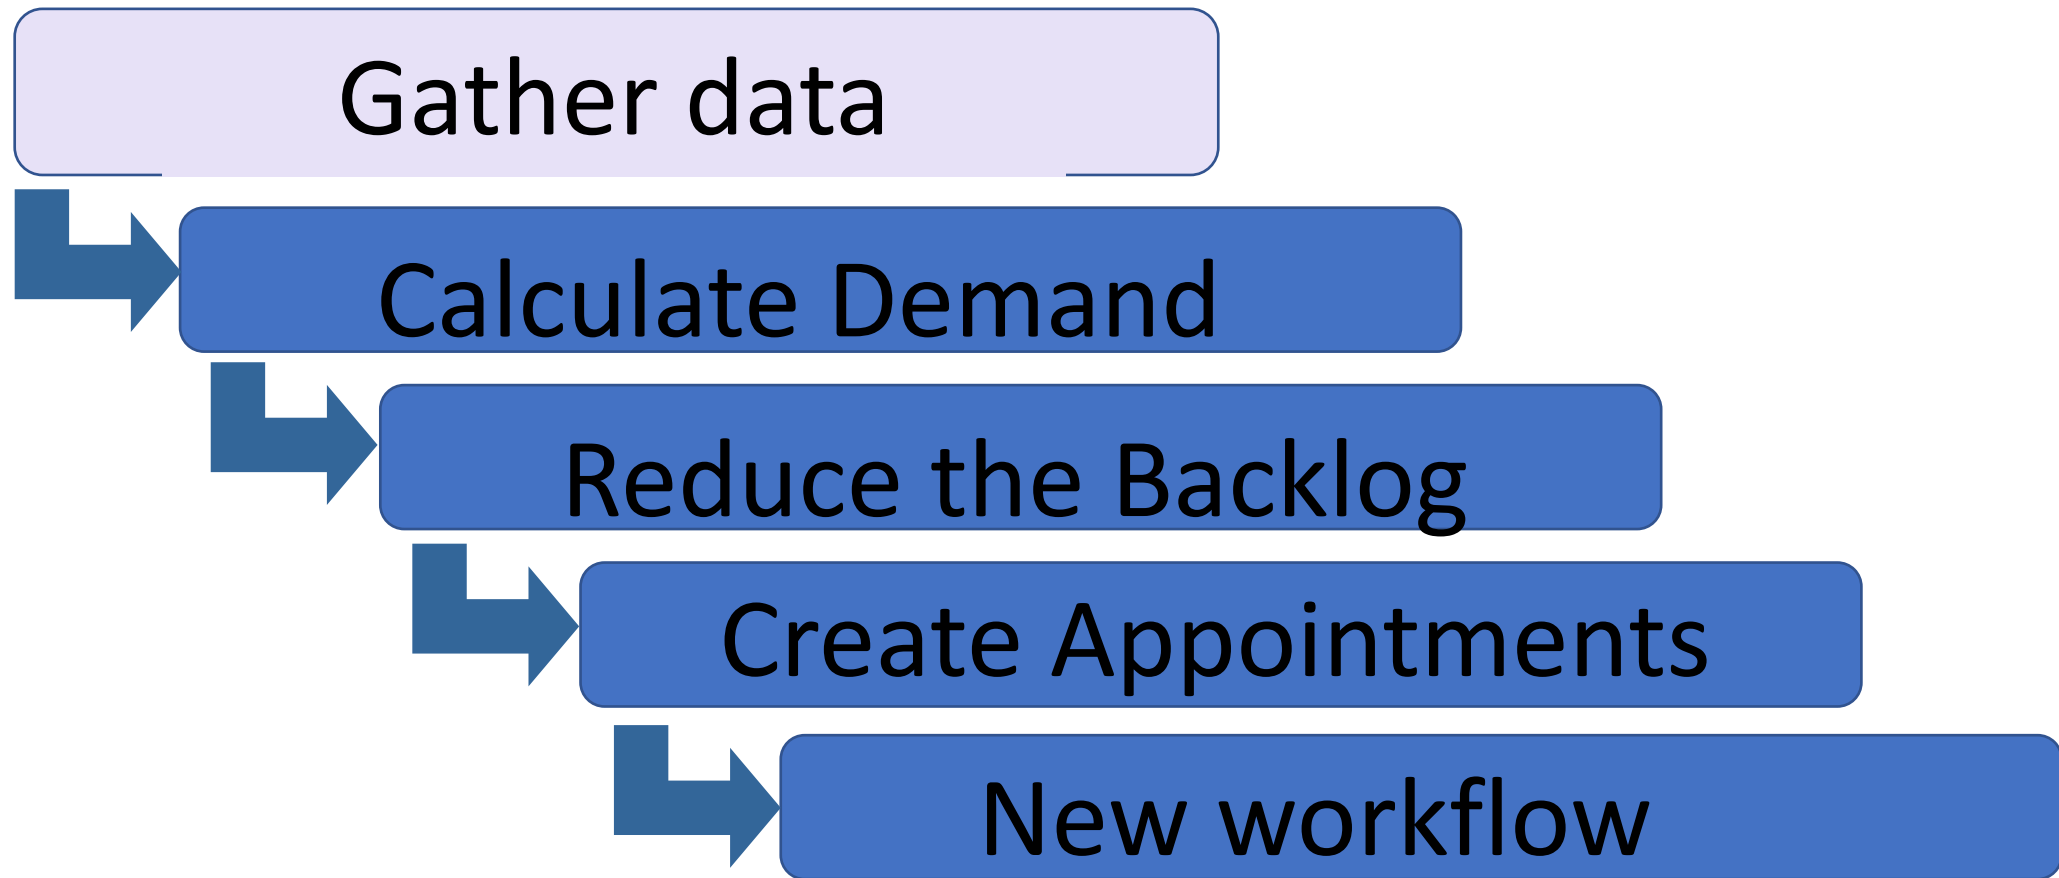 Gather data
Calculate Demand
Reduce the Backlog
Create Appointments
New workflow